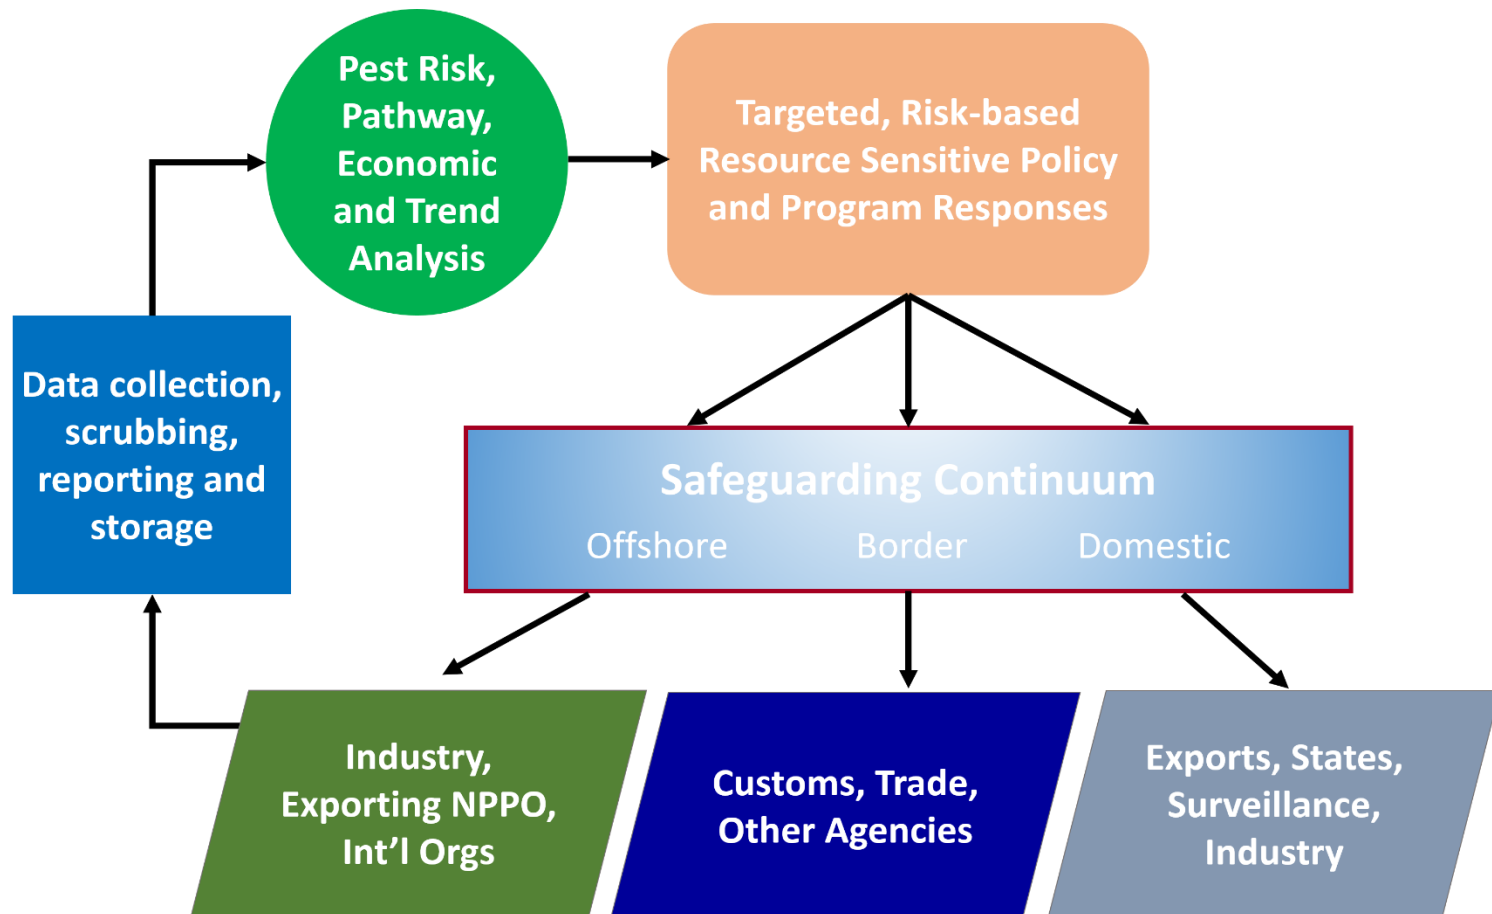 Pest Risk,
Pathway,
Economic
and Trend
Analysis
Targeted, Risk-based
Resource Sensitive Policy
and Program Responses
Data collection,
scrubbing,
reporting and
storage
Safeguarding Continuum
Offshore Border Domestic
Industry,
Exporting NPPO,
Int’l Orgs
Customs, Trade,
Other Agencies
Exports, States,
Surveillance,
Industry